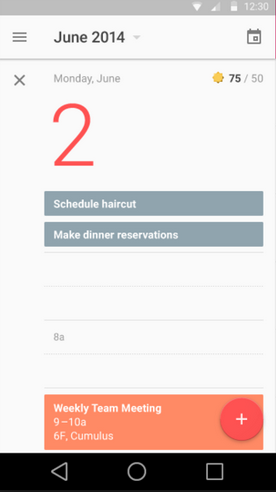 12:30
June 2014
Monday, June
75 / 50
2
Schedule haircut
Make dinner reservations
8a
Weekly Team Meeting
9–10a
6F, Cumulus